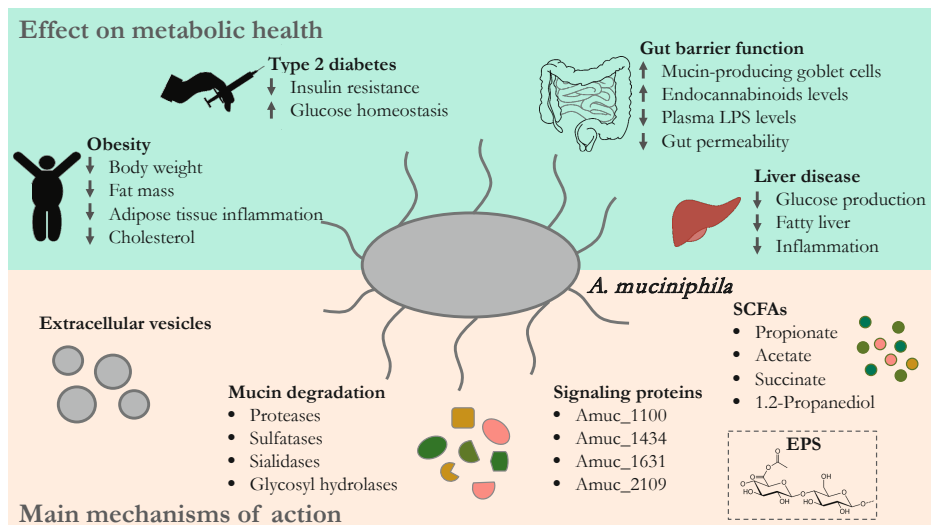 Effect on metabolic health
Type 2 diabetes
Insulin resistance
Glucose homeostasis
Gut barrier function
Mucin-producing goblet cells
Endocannabinoids levels
Plasma LPS levels
Gut permeability
Obesity
Body weight
Fat mass
Adipose tissue inflammation
Cholesterol
Liver disease
Glucose production
Fatty liver
Inflammation
A. muciniphila
Extracellular vesicles
Mucin degradation
• Proteases
• Sulfatases
• Sialidases
• Glycosyl hydrolases
Signaling proteins
• Amuc_1100
• Amuc_1434
• Amuc_1631
• Amuc_2109
SCFAs
• Propionate
• Acetate
• Succinate
• 1.2-Propanediol
EPS
Main mechanisms of action